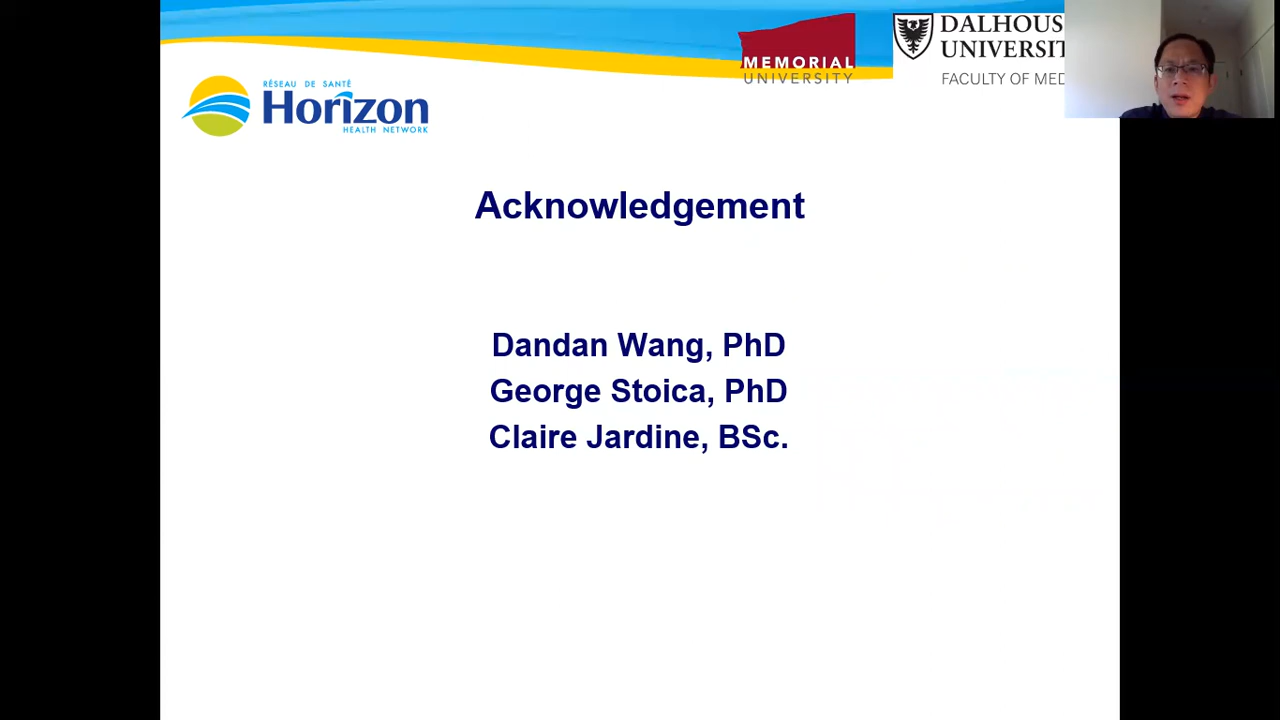 MEMORIAL
UNIVERSITY
DALHOUS
UNIVERSIT
FACULTY OF MED
RÉSEAU DE SANTÉ
Horizon
HEALTH NETWORK
Acknowledgement
Dandan Wang, PhD
George Stoica, PhD
Claire Jardine, BSc.